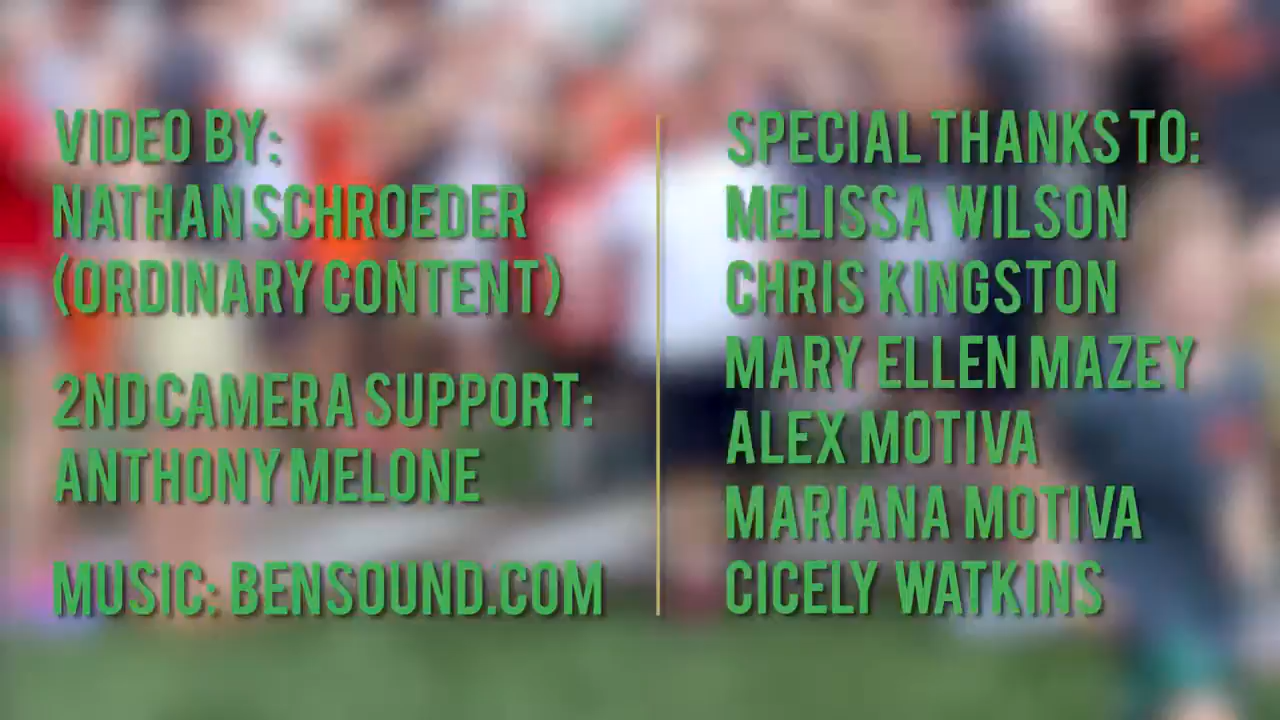 VIDEO BY:
NATHAN SCHROEDER
(ORDINARY CONTENT)
2ND CAMERA SUPPORT:
ANTHONY MELONE
MUSIC: BENSOUND.COM
SPECIAL THANKS TO:
MELISSA WILSON
CHRIS KINGSTON
MARY ELLEN MAZEY
ALEX MOTIVA
MARIANA MOTIVA
CICELY WATKINS